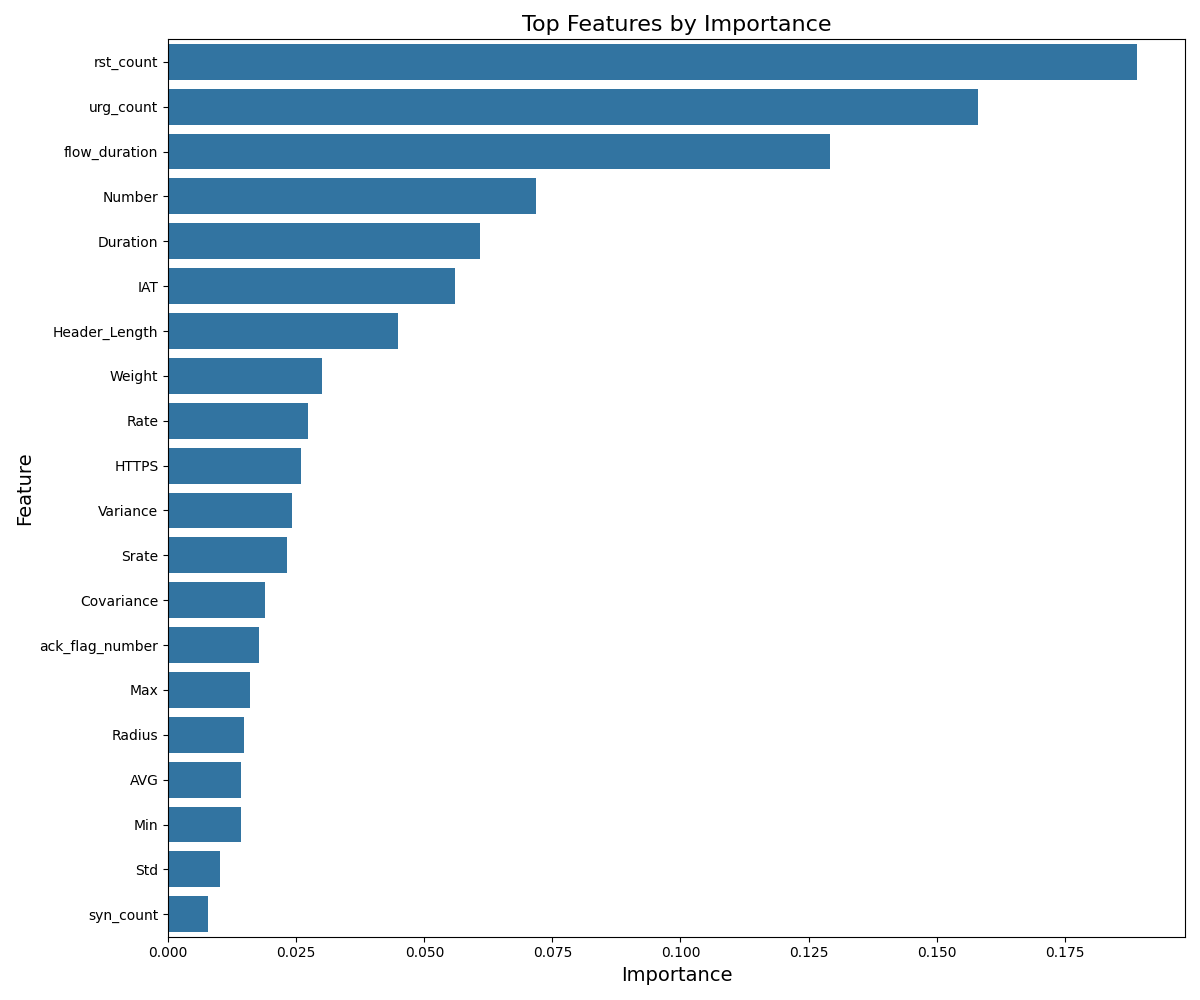 Top Features by Importance
rst_count
urg_count
flow_duration
Number
Duration
IAT
Header_Length
Weight
Rate
HTTPS
Variance
Srate
Covariance
ack_flag_number
Max
Radius
AVG
Min
Std
syn_count
Feature
0.000 0.025 0.050 0.075 0.100 0.125 0.150 0.175
Importance